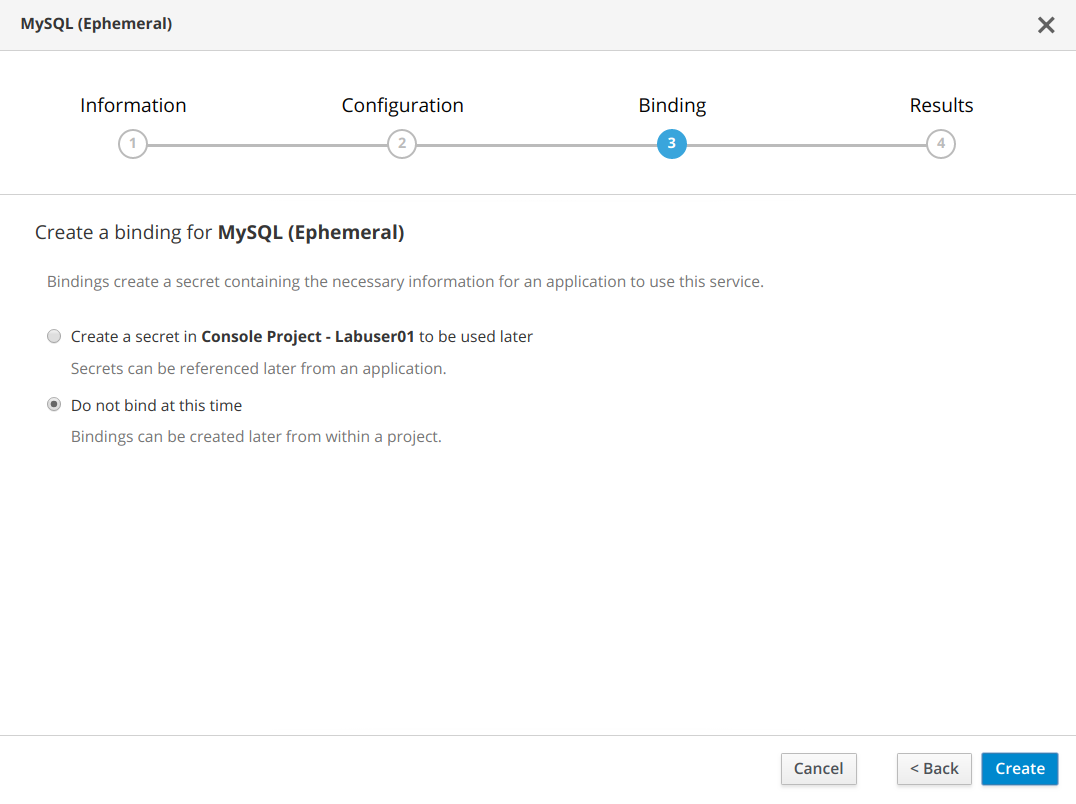 MySQL (Ephemeral)
Information Configuration Binding Results
1 2 3 4
Create a binding for MySQL (Ephemeral)
Bindings create a secret containing the necessary information for an application to use this service.
Create a secret in Console Project - Labuser01 to be used later
Secrets can be referenced later from an application.
Do not bind at this time
Bindings can be created later from within a project.
Cancel < Back Create